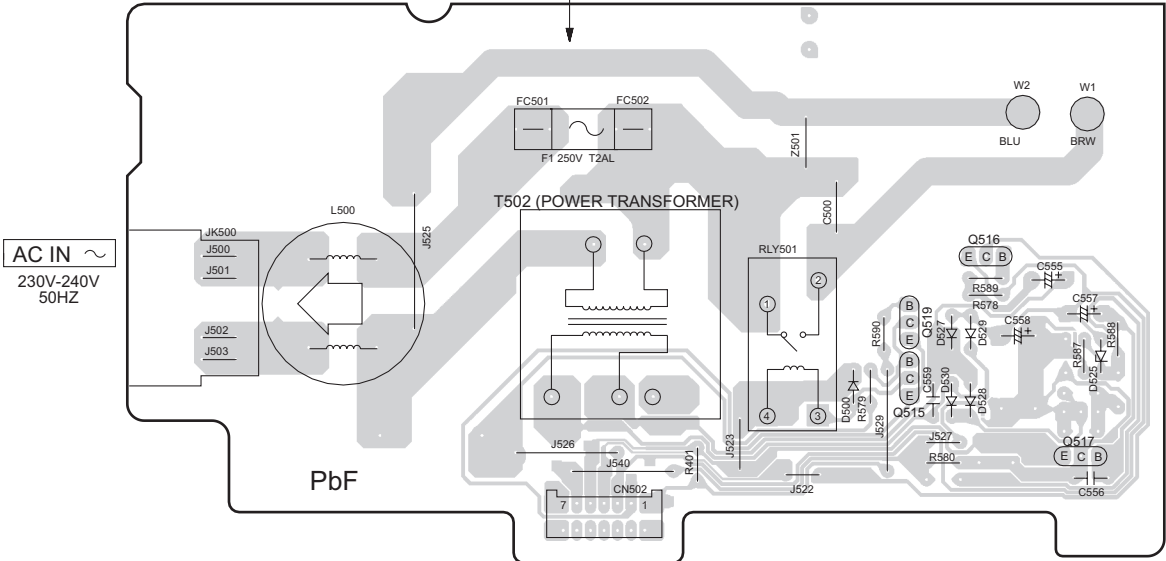 W2
W1
FC501
FC502
BLU
BRW
F1 250V T2AL
Z501
T502 (POWER TRANSFORMER)
L500
J525
C500
JK500
J500
J501
AC IN ~
230V-240V
50HZ
J502
J503
RLY501
2
1
4
3
Q516
E C B
C555
R589
R578
C557
C558
B
C
E
Q519
D527
D529
R590
R587
R588
D525
B
C
E
Q515
C559
D530
D528
D500
R579
J529
J527
R580
Q517
E C B
C556
J526
J523
J540
R401
J522
CN502
7 1
PbF